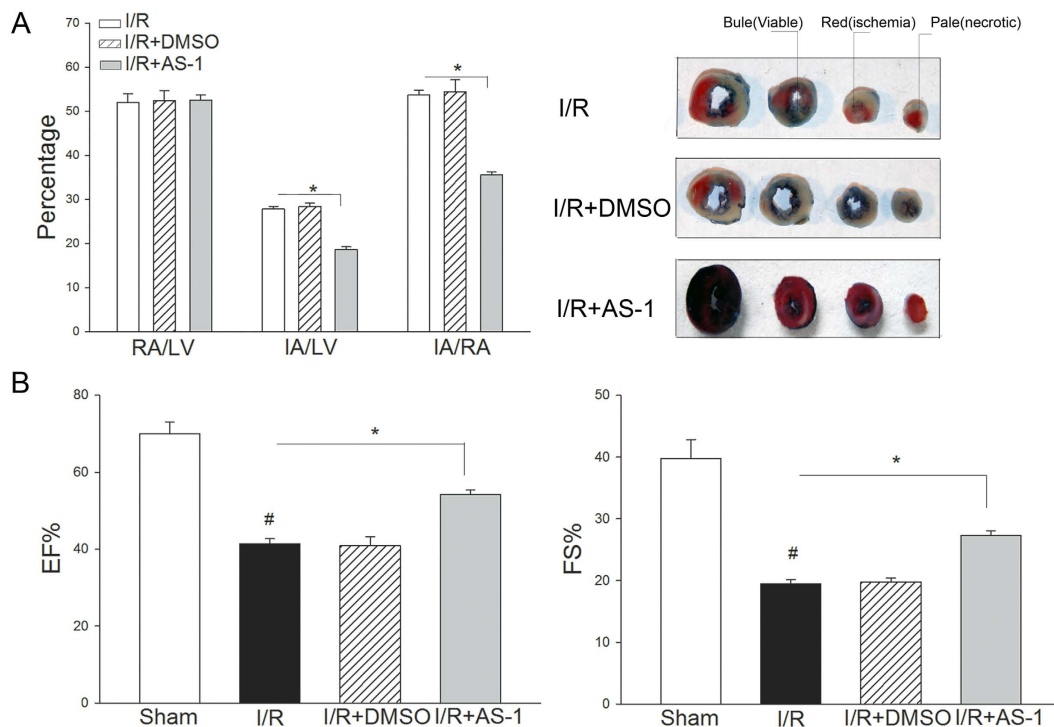 A
Percentage
70
60
50
40
30
20
10
0
I/R
I/R+DMSO
I/R+AS-1
*
*
RA/LV IA/LV IA/RA
Bule(Viable) Red(ischemia) Pale(necrotic)
I/R
I/R+DMSO
I/R+AS-1
B
EF%
80
60
40
20
0
*
#
Sham I/R I/R+DMSO I/R+AS-1
FS%
50
40
30
20
10
0
*
#
Sham I/R I/R+DMSO I/R+AS-1